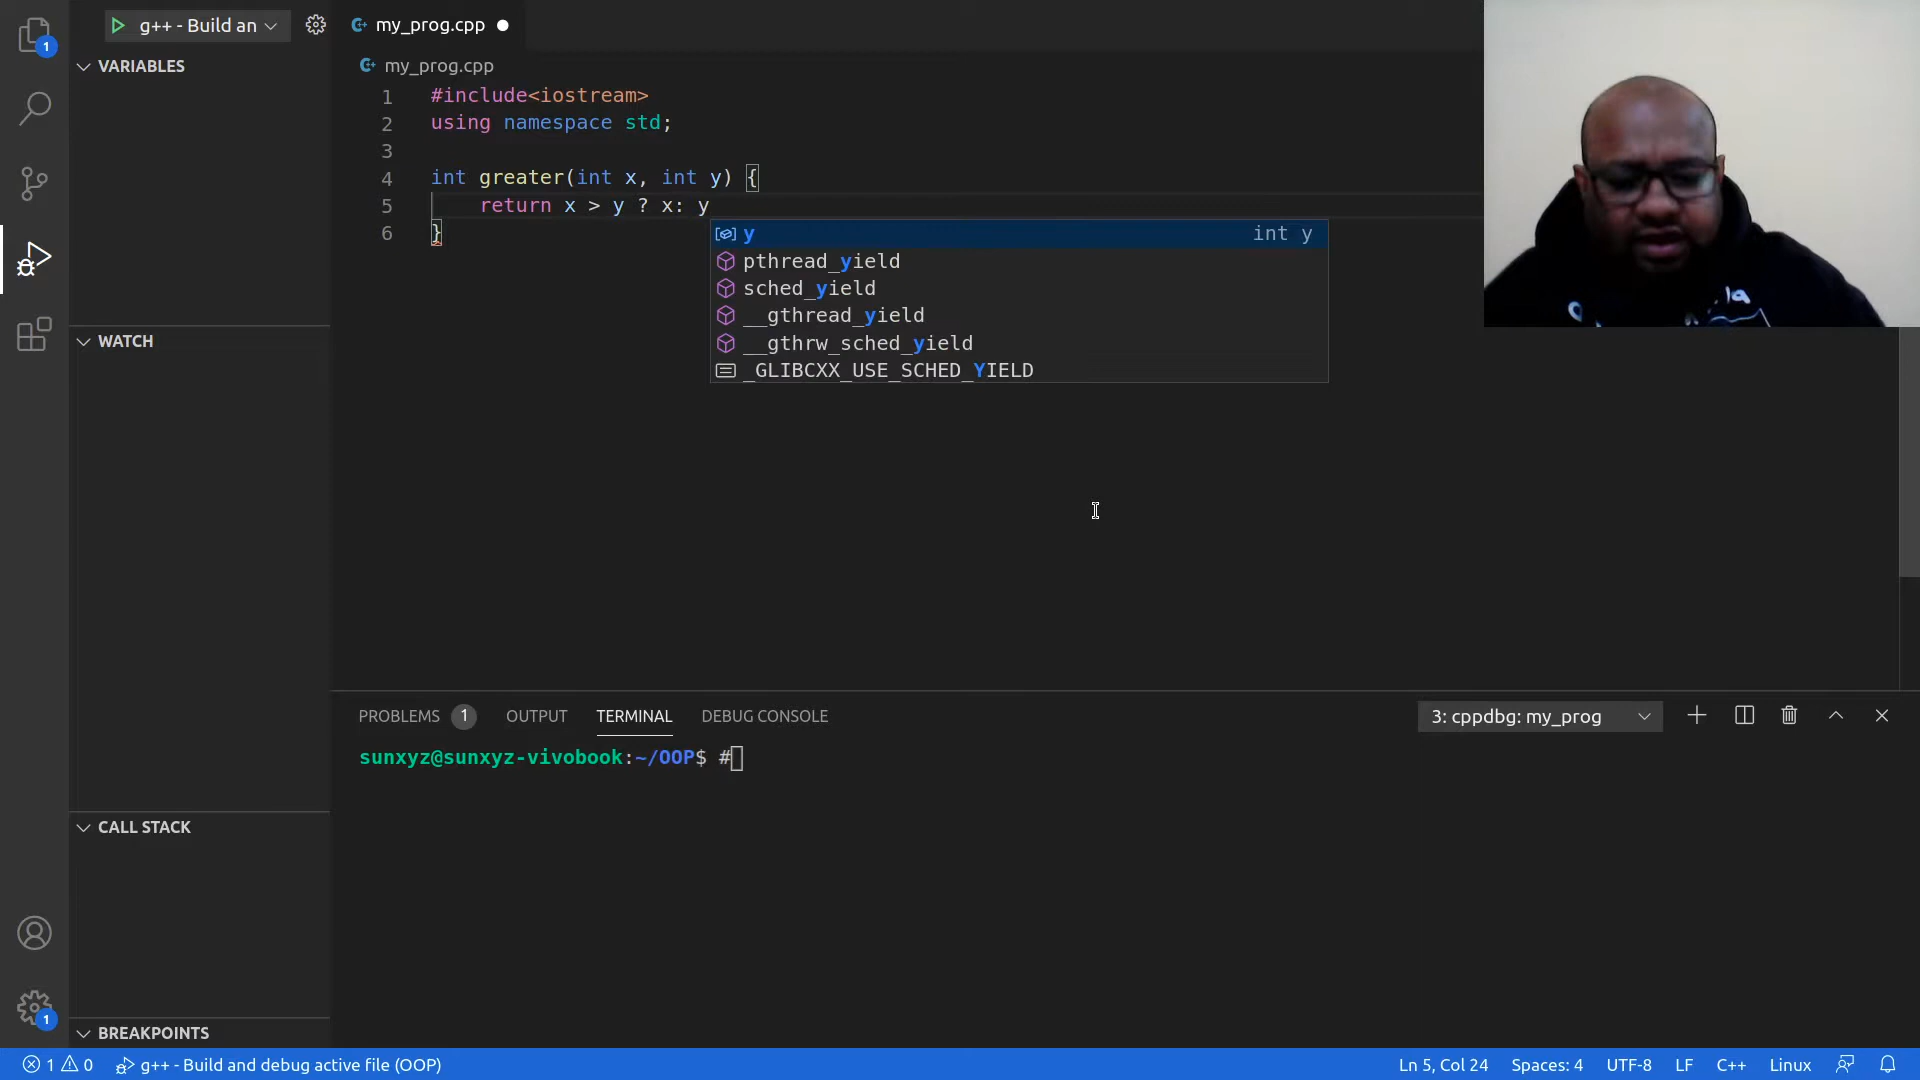 1
g++ - Build an
my_prog.cpp
VARIABLES
my_prog.cpp
1 #include<iostream>
2 using namespace std;
3
4 int greater(int x, int y) {
5 return x > y ? x: y
6 }
y int y
pthread_yield
sched_yield
__gthread_yield
__gthrw_sched_yield
_GLIBCXX_USE_SCHED_YIELD
WATCH
PROBLEMS 1 OUTPUT TERMINAL DEBUG CONSOLE 3: cppdbg: my_prog
sunxyz@sunxyz-vivobook:~/OOP$ #
CALL STACK
1
BREAKPOINTS
1 0 g++ - Build and debug active file (OOP) Ln 5, Col 24 Spaces: 4 UTF-8 LF C++ Linux